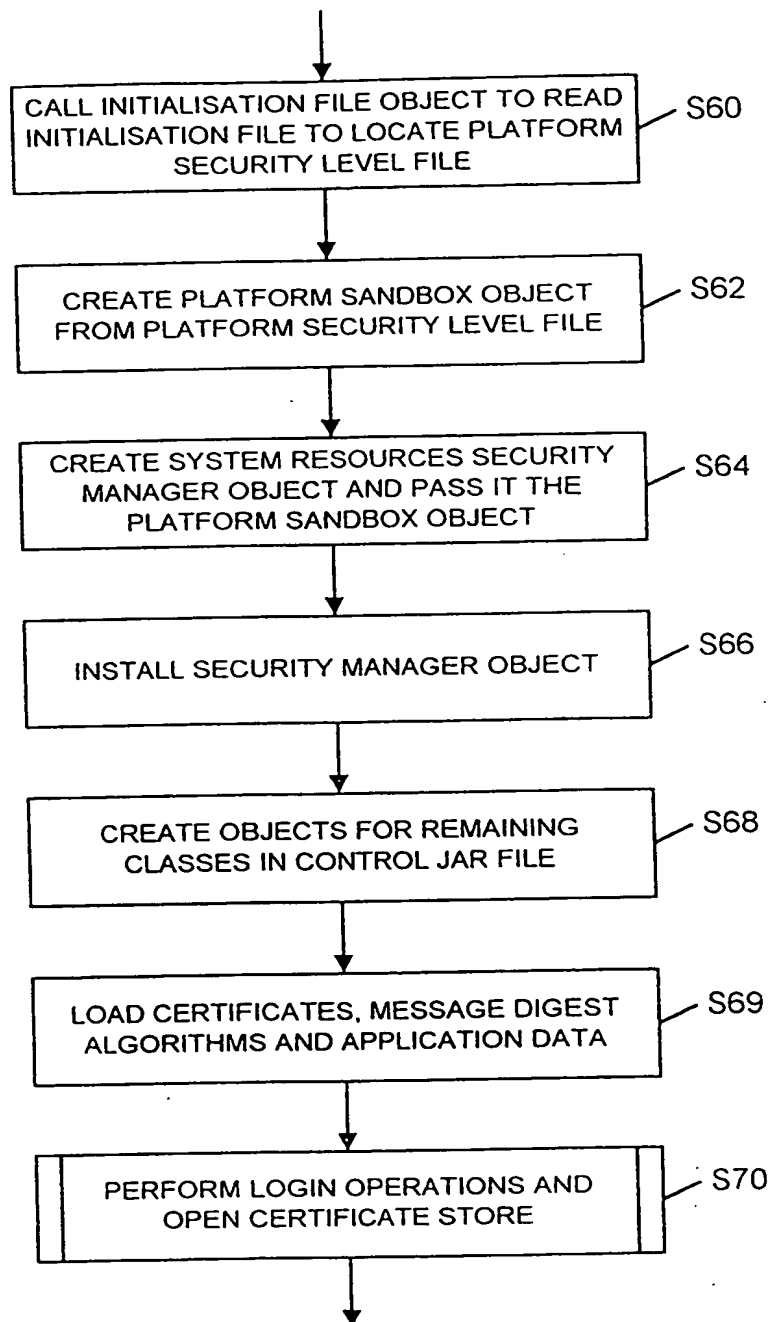 CALL INITIALISATION FILE OBJECT TO READ
INITIALISATION FILE TO LOCATE PLATFORM
SECURITY LEVEL FILE
S60
CREATE PLATFORM SANDBOX OBJECT
FROM PLATFORM SECURITY LEVEL FILE
S62
CREATE SYSTEM RESOURCES SECURITY
MANAGER OBJECT AND PASS IT THE
PLATFORM SANDBOX OBJECT
S64
INSTALL SECURITY MANAGER OBJECT
S66
CREATE OBJECTS FOR REMAINING
CLASSES IN CONTROL JAR FILE
S68
LOAD CERTIFICATES, MESSAGE DIGEST
ALGORITHMS AND APPLICATION DATA
S69
PERFORM LOGIN OPERATIONS AND
OPEN CERTIFICATE STORE
S70